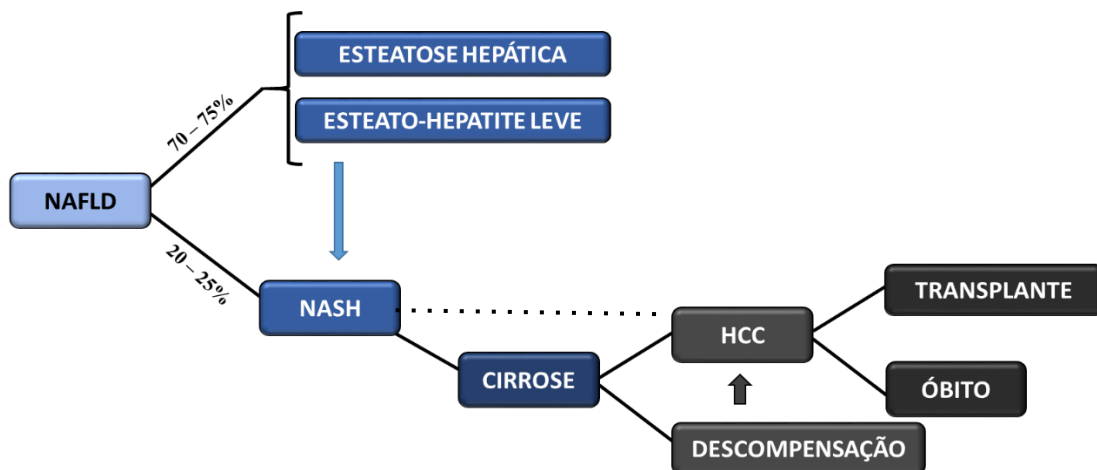 ESTEATOSE HEPÁTICA
70 – 75%
ESTEATO-HEPATITE LEVE
NAFLD
20 – 25%
NASH
TRANSPLANTE
HCC
CIRROSE
ÓBITO
DESCOMPENSAÇÃO